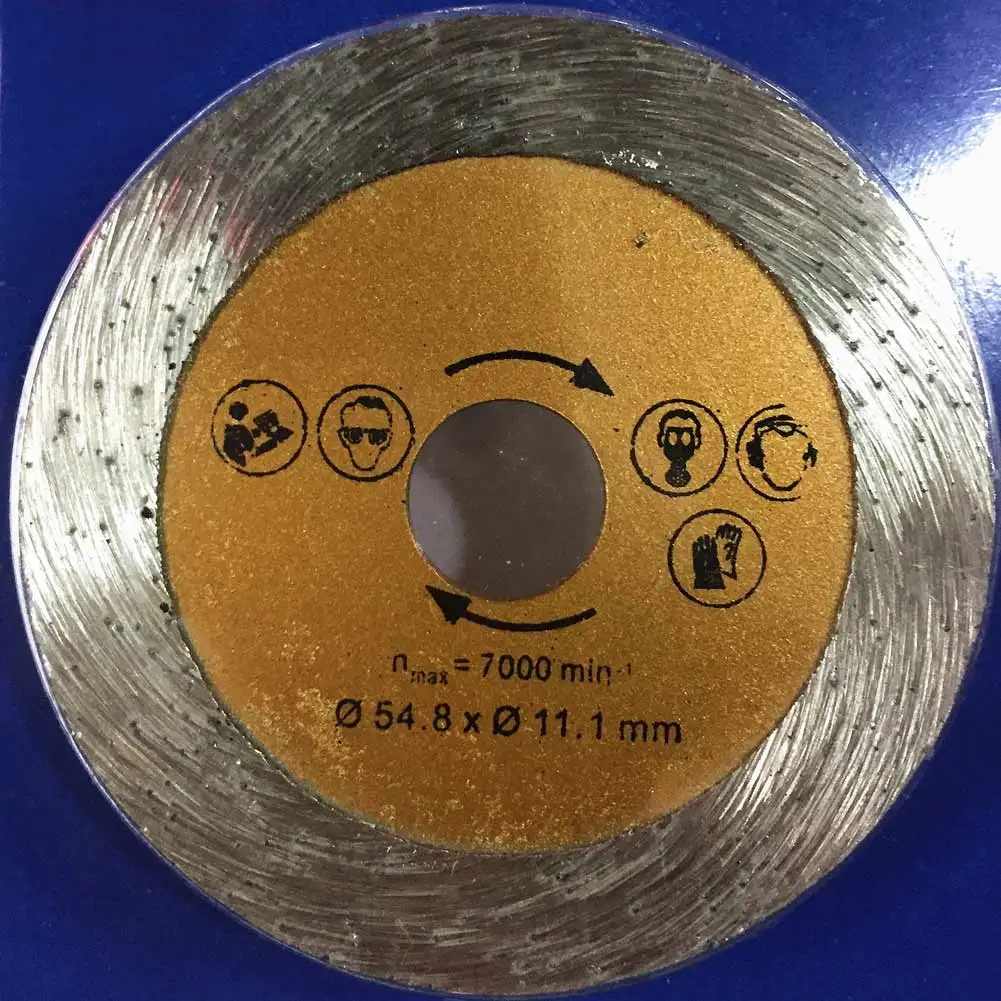 nmax = 7000 min-1
Ø 54.8 x Ø 11.1 mm